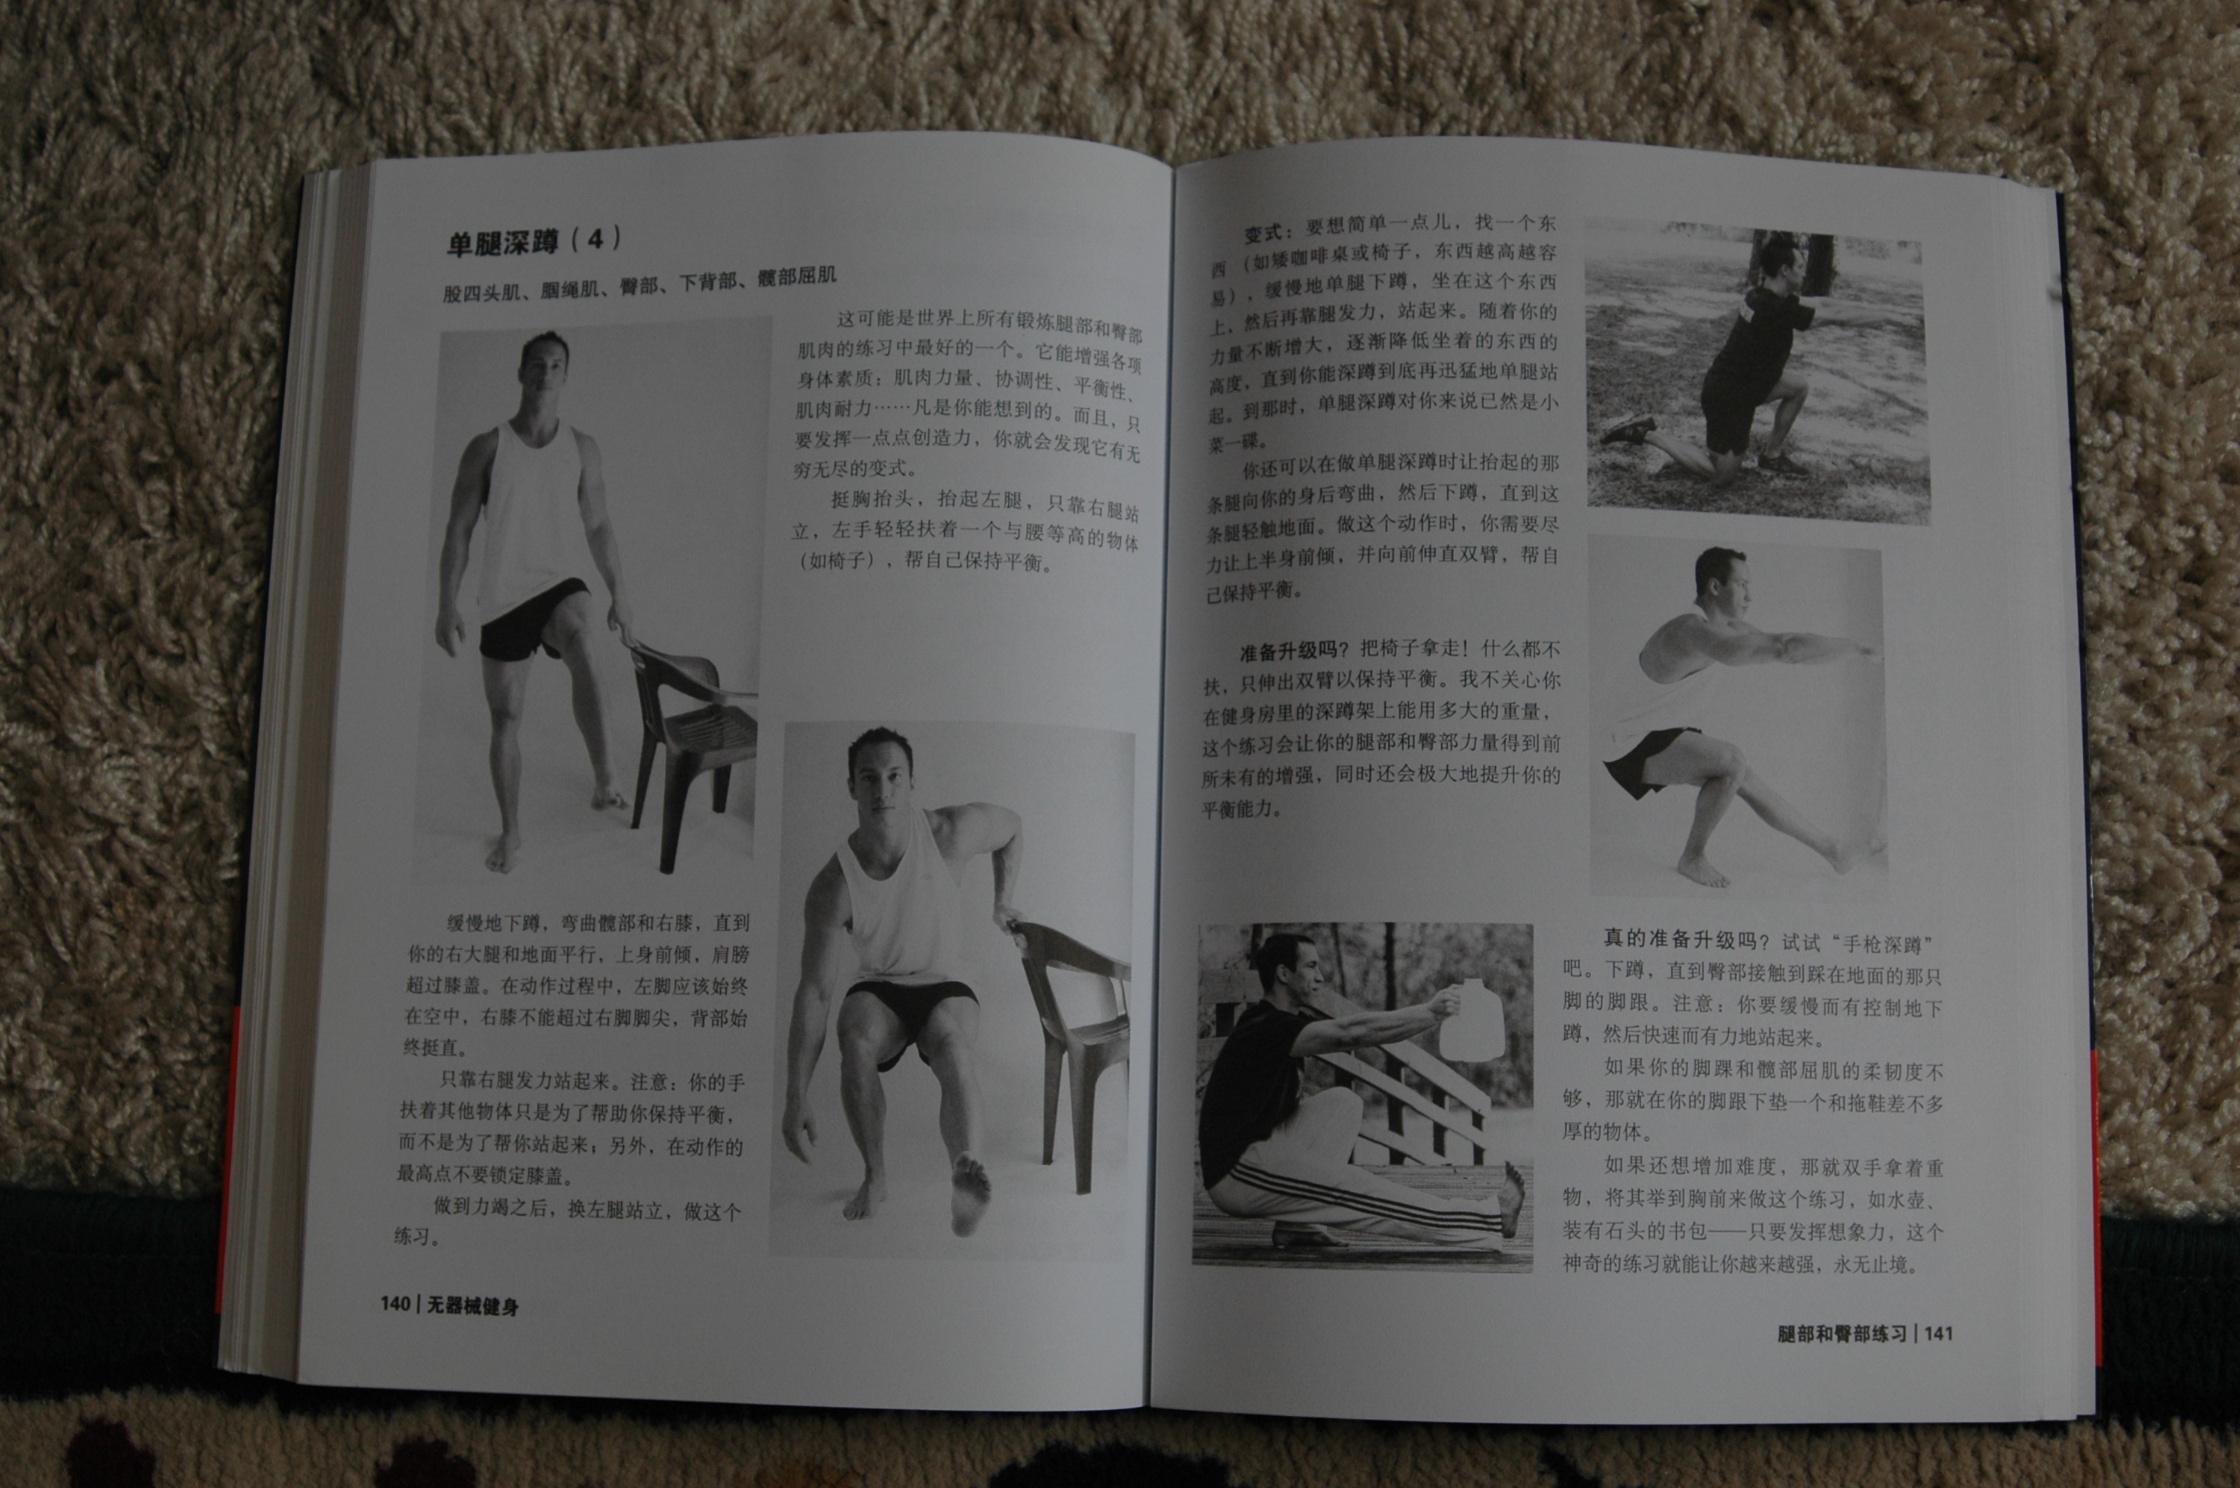 单腿深蹲（4）
股四头肌、腘绳肌、臀部、下背部、髋部屈肌
这可能是世界上所有锻炼腿部和臀部
肌肉的练习中最好的一个。它能增强各项
身体素质：肌肉力量、协调性、平衡性、
肌肉耐力……凡是你能想到的。而且，只
要发挥一点点创造力，你就会发现它有无
穷无尽的变式。
挺胸抬头，抬起左腿，只靠右腿站
立，左手轻轻扶着一个与腰等高的物体
（如椅子），帮自己保持平衡。
缓慢地下蹲，弯曲髋部和右膝，直到
你的右大腿和地面平行，上身前倾，肩膀
超过膝盖。在动作过程中，左脚应该始终
在空中，右膝不能超过右脚脚尖，背部始
终挺直。
只靠右腿发力站起来。注意：你的手
扶着其他物体只是为了帮助你保持平衡，
而不是为了帮你站起来；另外，在动作的
最高点不要锁定膝盖。
做到力竭之后，换左腿站立，做这个
练习。
140 | 无器械健身
变式：要想简单一点儿，找一个东
西（如矮咖啡桌或椅子，东西越高越容
易），缓慢地单腿下蹲，坐在这个东西
上，然后再靠腿发力，站起来。随着你的
力量不断增大，逐渐降低坐着的东西的
高度，直到你能深蹲到底再迅猛地单腿站
起。到那时，单腿深蹲对你来说已然是小
菜一碟。
你还可以在做单腿深蹲时让抬起的那
条腿向你的身后弯曲，然后下蹲，直到这
条腿轻触地面。做这个动作时，你需要尽
力让上半身前倾，并向前伸直双臂，帮自
己保持平衡。
准备升级吗？把椅子拿走！什么都不
扶，只伸出双臂以保持平衡。我不关心你
在健身房里的深蹲架上能用多大的重量，
这个练习会让你的腿部和臀部力量得到前
所未有的增强，同时还会极大地提升你的
平衡能力。
真的准备升级吗？试试“手枪深蹲”
吧。下蹲，直到臀部接触到踩在地面的那只
脚的脚跟。注意：你要缓慢而有控制地下
蹲，然后快速而有力地站起来。
如果你的脚踝和髋部屈肌的柔韧度不
够，那就在你的脚跟下垫一个和拖鞋差不多
厚的物体。
如果还想增加难度，那就双手拿着重
物，将其举到胸前来做这个练习，如水壶、
装有石头的书包——只要发挥想象力，这个
神奇的练习就能让你越来越强，永无止境。
腿部和臀部练习 | 141